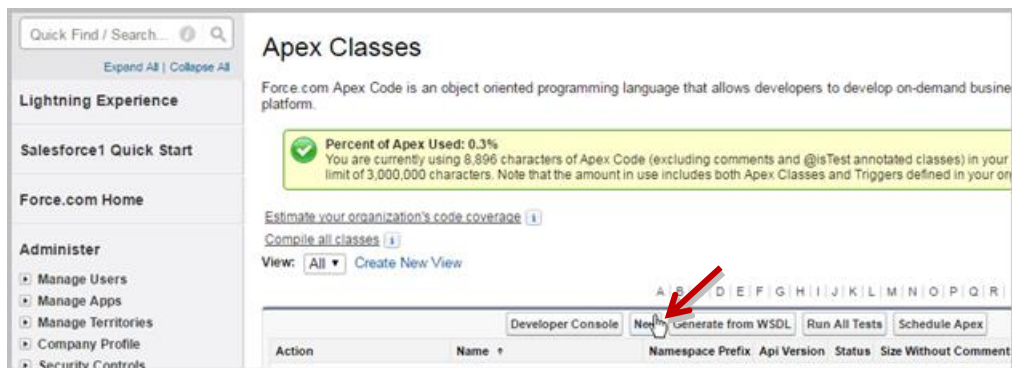 Quick Find / Search...
Expand All | Collapse All
Lightning Experience
Salesforce1 Quick Start
Force.com Home
Administer
Manage Users
Manage Apps
Manage Territories
Company Profile
Security Controls
Apex Classes
Force.com Apex Code is an object oriented programming language that allows developers to develop on-demand busine
platform.
Percent of Apex Used: 0.3%
You are currently using 8,896 characters of Apex Code (excluding comments and @isTest annotated classes) in your
limit of 3,000,000 characters. Note that the amount in use includes both Apex Classes and Triggers defined in your or
Estimate your organization's code coverage i
Compile all classes i
View: All Create New View
A | B | D | E | F | G | H | I | J | K | L | M | N | O | P | Q | R |
Developer Console Generate from WSDL Run All Tests Schedule Apex
Action Name Namespace Prefix Api Version Status Size Without Comment